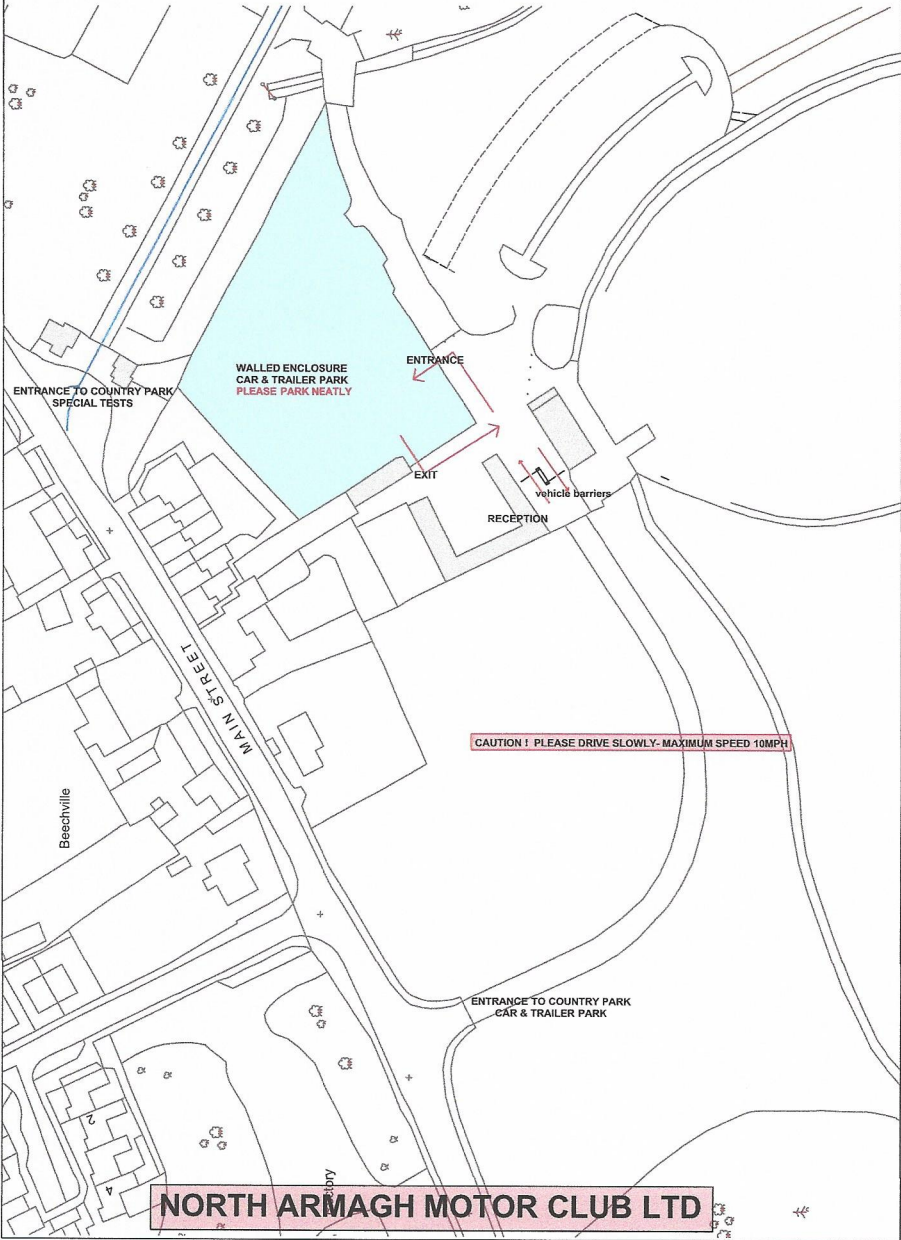 WALLED ENCLOSURE
CAR & TRAILER PARK
PLEASE PARK NEATLY
ENTRANCE
ENTRANCE TO COUNTRY PARK
SPECIAL TESTS
EXIT
vehicle barriers
RECEPTION
MAIN STREET
CAUTION ! PLEASE DRIVE SLOWLY- MAXIMUM SPEED 10MPH
Beechville
ENTRANCE TO COUNTRY PARK
CAR & TRAILER PARK
2
4
NORTH ARMAGH MOTOR CLUB LTD